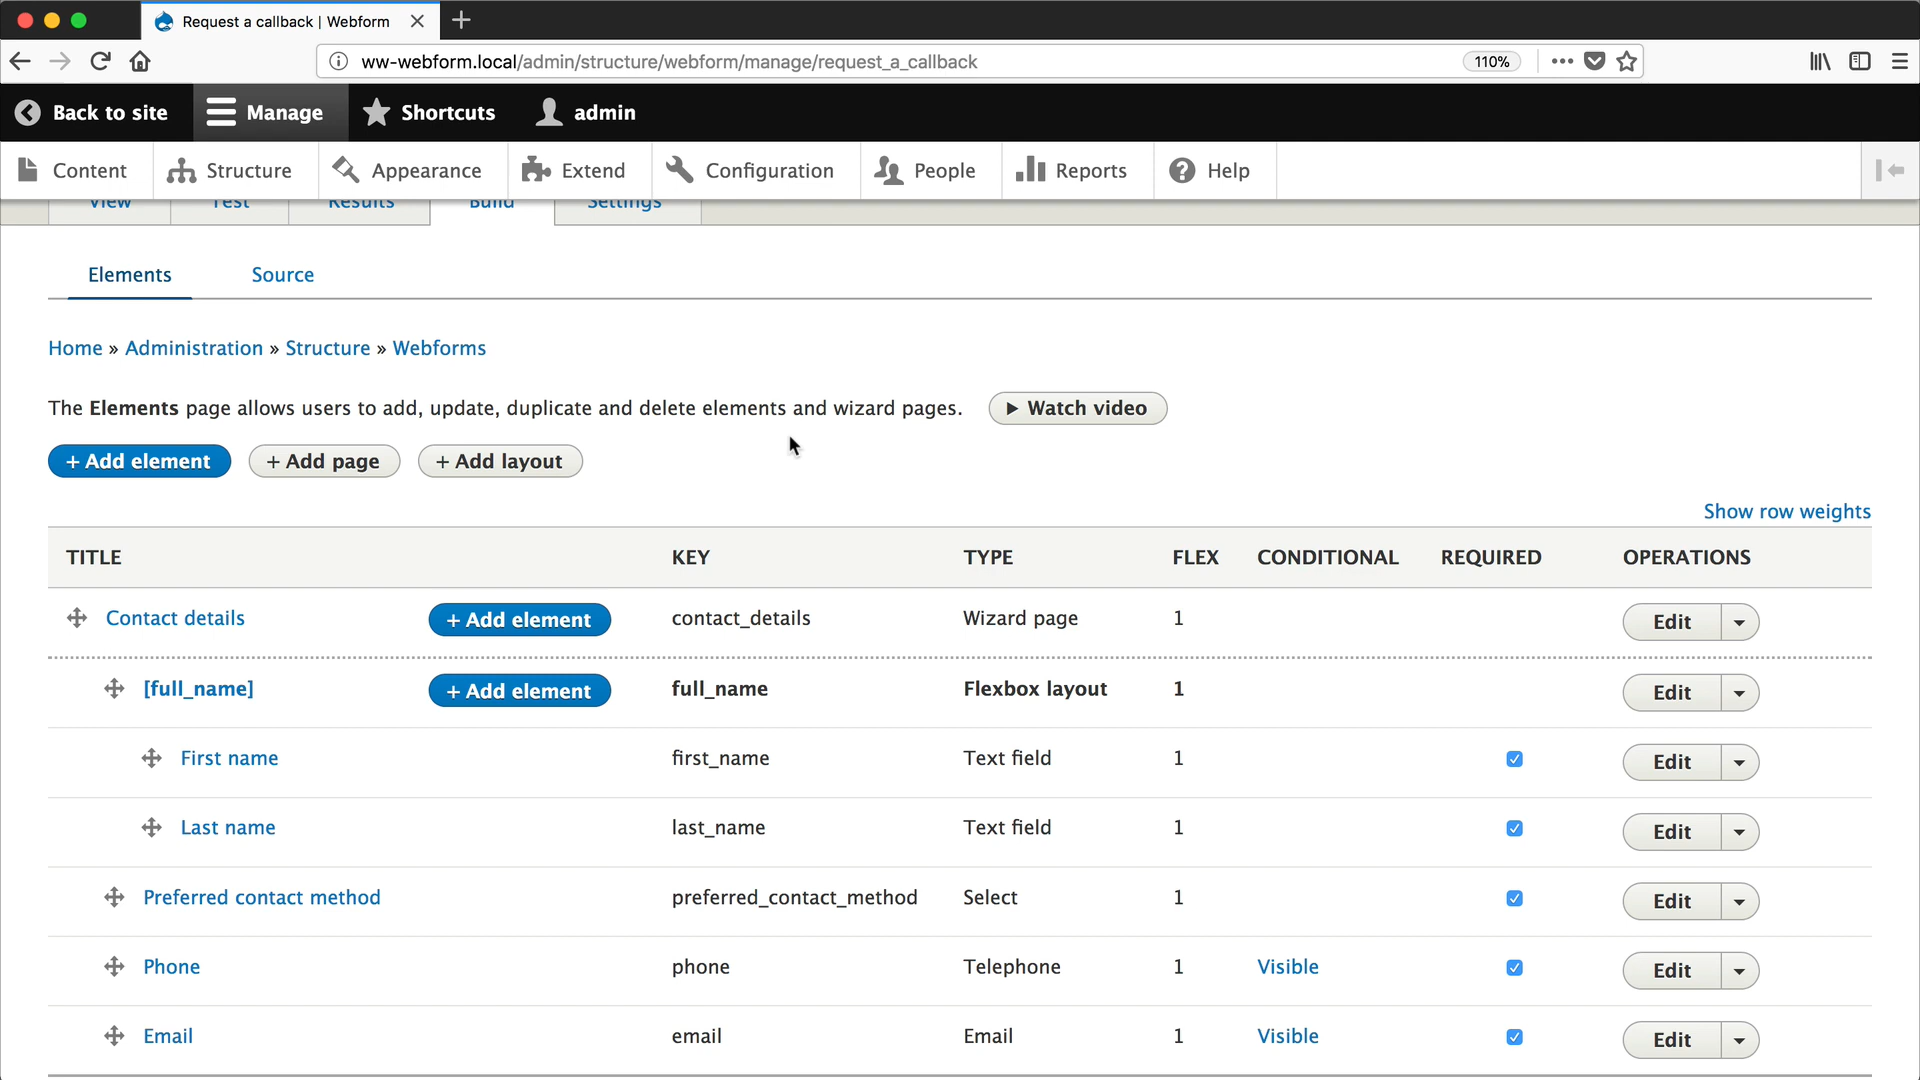 Request a callback | Webform
ww-webform.local/admin/structure/webform/manage/request_a_callback
110%
Back to site
Manage
Shortcuts
admin
Content
Structure
Appearance
Extend
Configuration
People
Reports
Help
View
Test
Results
Build
Settings
Elements
Source
Home » Administration » Structure » Webforms
The Elements page allows users to add, update, duplicate and delete elements and wizard pages.
Watch video
+ Add element
+ Add page
+ Add layout
Show row weights
TITLE KEY TYPE FLEX CONDITIONAL REQUIRED OPERATIONS
Contact details + Add element contact_details Wizard page 1 Edit
[full_name] + Add element full_name Flexbox layout 1 Edit
First name first_name Text field 1 Edit
Last name last_name Text field 1 Edit
Preferred contact method preferred_contact_method Select 1 Edit
Phone phone Telephone 1 Visible Edit
Email email Email 1 Visible Edit